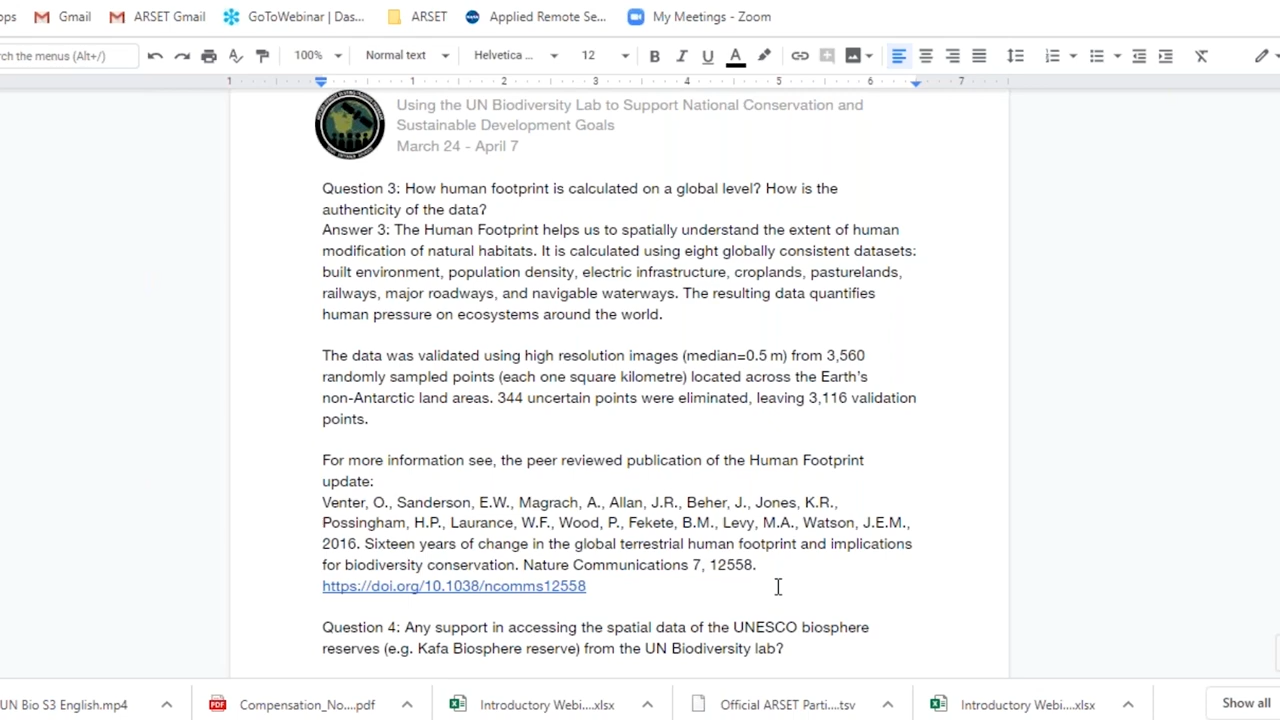 ps Gmail ARSET Gmail GoToWebinar | Das... ARSET Applied Remote Se... My Meetings - Zoom
rch the menus (Alt+/) 100% Normal text Helvetica ... 12 B I U A
1 1 2 3 4 5 6 7
Using the UN Biodiversity Lab to Support National Conservation and
Sustainable Development Goals
March 24 - April 7
Question 3: How human footprint is calculated on a global level? How is the
authenticity of the data?
Answer 3: The Human Footprint helps us to spatially understand the extent of human
modification of natural habitats. It is calculated using eight globally consistent datasets:
built environment, population density, electric infrastructure, croplands, pasturelands,
railways, major roadways, and navigable waterways. The resulting data quantifies
human pressure on ecosystems around the world.
The data was validated using high resolution images (median=0.5 m) from 3,560
randomly sampled points (each one square kilometre) located across the Earth's
non-Antarctic land areas. 344 uncertain points were eliminated, leaving 3,116 validation
points.
For more information see, the peer reviewed publication of the Human Footprint
update:
Venter, O., Sanderson, E.W., Magrach, A., Allan, J.R., Beher, J., Jones, K.R.,
Possingham, H.P., Laurance, W.F., Wood, P., Fekete, B.M., Levy, M.A., Watson, J.E.M.,
2016. Sixteen years of change in the global terrestrial human footprint and implications
for biodiversity conservation. Nature Communications 7, 12558.
https://doi.org/10.1038/ncomms12558
Question 4: Any support in accessing the spatial data of the UNESCO biosphere
reserves (e.g. Kafa Biosphere reserve) from the UN Biodiversity lab?
UN Bio S3 English.mp4 Compensation_No....pdf Introductory Webi....xlsx Official ARSET Parti....tsv Introductory Webi....xlsx Show all